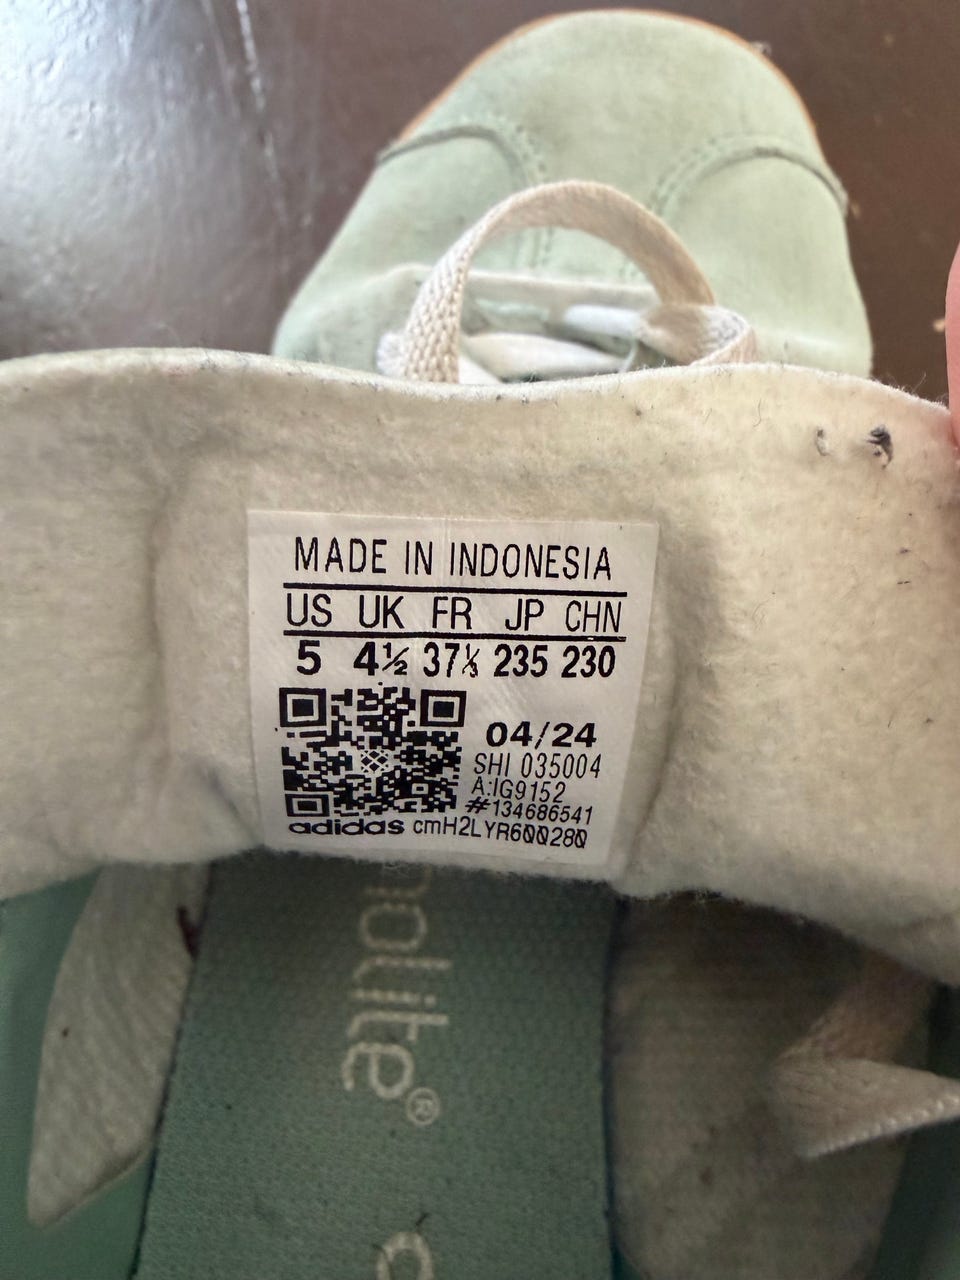 MADE IN INDONESIA
US UK FR JP CHN
5 4½ 37⅓ 235 230
04/24
SHI 035004
A:IG9152
#134686541
adidas cmH2LYR600280